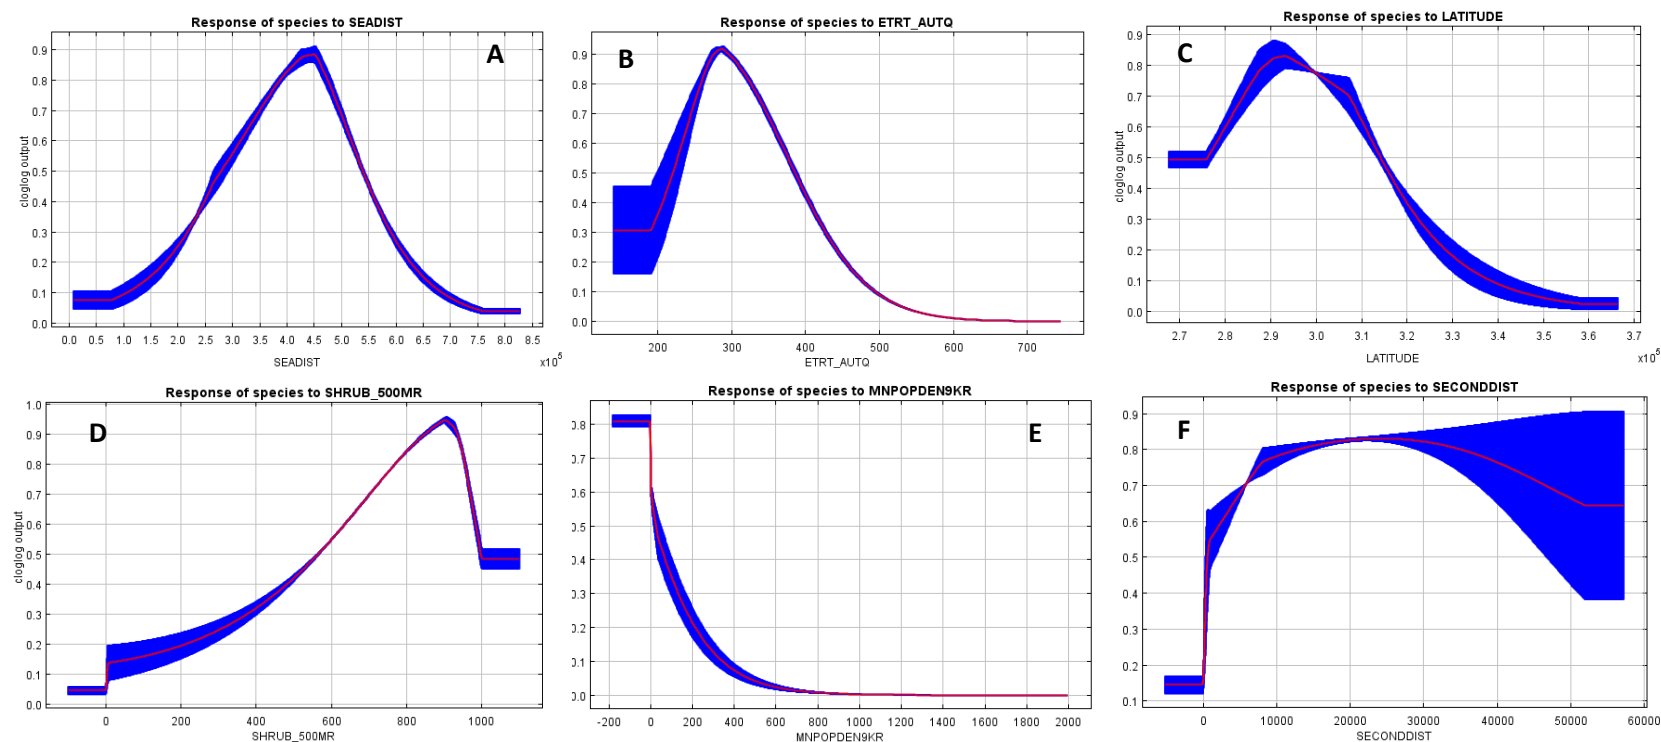 Response of species to SEADIST
A
cloglog output
0.9
0.8
0.7
0.6
0.5
0.4
0.3
0.2
0.1
0.0
0.0 0.5 1.0 1.5 2.0 2.5 3.0 3.5 4.0 4.5 5.0 5.5 6.0 6.5 7.0 7.5 8.0 8.5
SEADIST
x10^5
Response of species to ETRT_AUTQ
B
0.9
0.8
0.7
0.6
0.5
0.4
0.3
0.2
0.1
0.0
200 300 400 500 600 700
ETRT_AUTQ
Response of species to LATITUDE
C
cloglog output
0.9
0.8
0.7
0.6
0.5
0.4
0.3
0.2
0.1
0.0
2.7 2.8 2.9 3.0 3.1 3.2 3.3 3.4 3.5 3.6 3.7
LATITUDE
x10^5
Response of species to SHRUB_500MR
D
cloglog output
1.0
0.9
0.8
0.7
0.6
0.5
0.4
0.3
0.2
0.1
0.0
0 200 400 600 800 1000
SHRUB_500MR
Response of species to MNPOPDEN9KR
E
-200 0 200 400 600 800 1000 1200 1400 1600 1800 2000
MNPOPDEN9KR
Response of species to SECONDDIST
F
0.9
0.8
0.7
0.6
0.5
0.4
0.3
0.2
0.1
0 10000 20000 30000 40000 50000 60000
SECONDDIST